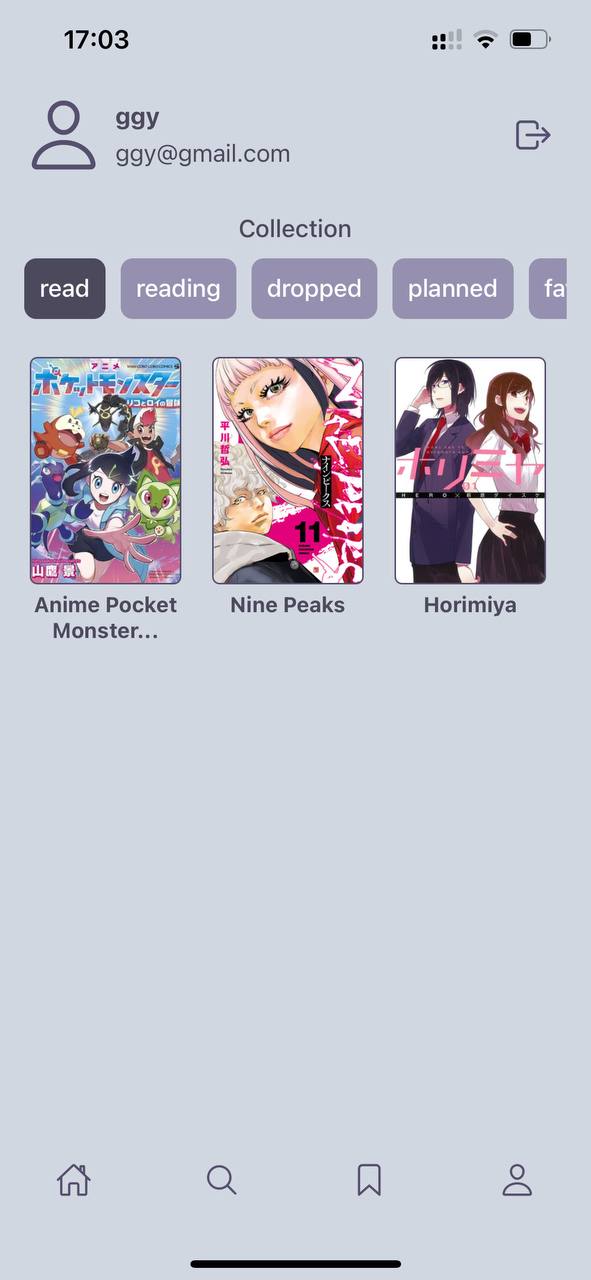 17:03
ggy
ggy@gmail.com
Collection
read
reading
dropped
planned
fa
アニメ
ポケットモンスター
リコとロイの冒険
山鷹 景
平川哲弘
ナインピークス
11
ホリミヤ
HERO×萩原ダイスケ
Anime Pocket
Monster...
Nine Peaks
Horimiya